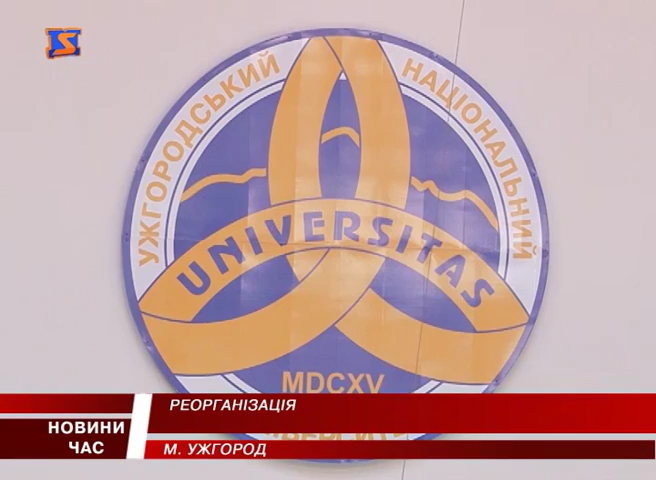 УЖГОРОДСЬКИЙ НАЦІОНАЛЬНИЙ
UNIVERSITAS
MDCXV
РЕОРГАНІЗАЦІЯ
НОВИНИ
ЧАС
М. УЖГОРОД